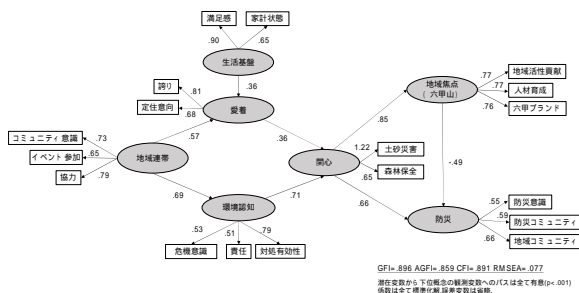 満足感
家計状態
.90
.65
生活基盤
.36
誇り
.81
定住意向
.68
愛着
.57
.36
コミュニティ意識
.73
イベント参加
.65
協力
.79
地域連帯
.69
環境認知
.71
.53
.51
.79
危機意識
責任
対処有効性
関心
1.22
土砂災害
.65
森林保全
.85
.66
地域焦点
( 六甲山 )
.77
地域活性貢献
.77
人材育成
.76
六甲ブランド
-.49
防災
.55
防災意識
.59
防災コミュニティ
.66
地域コミュニティ
GFI=.896 AGFI=.859 CFI=.891 RMSEA=.077
潜在変数から下位概念の観測変数へのパスは全て有意(p<.001)
係数は全て標準化解,誤差変数は省略.